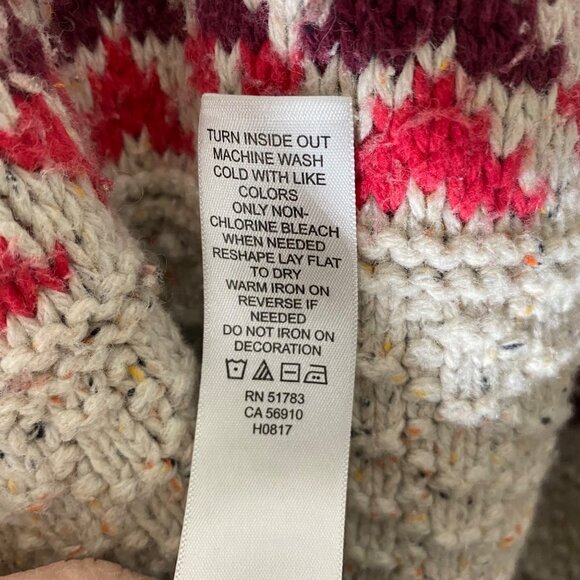 TURN INSIDE OUT
MACHINE WASH
COLD WITH LIKE
COLORS
ONLY NON-
CHLORINE BLEACH
WHEN NEEDED
RESHAPE LAY FLAT
TO DRY
WARM IRON ON
REVERSE IF
NEEDED
DO NOT IRON ON
DECORATION
RN 51783
CA 56910
H0817